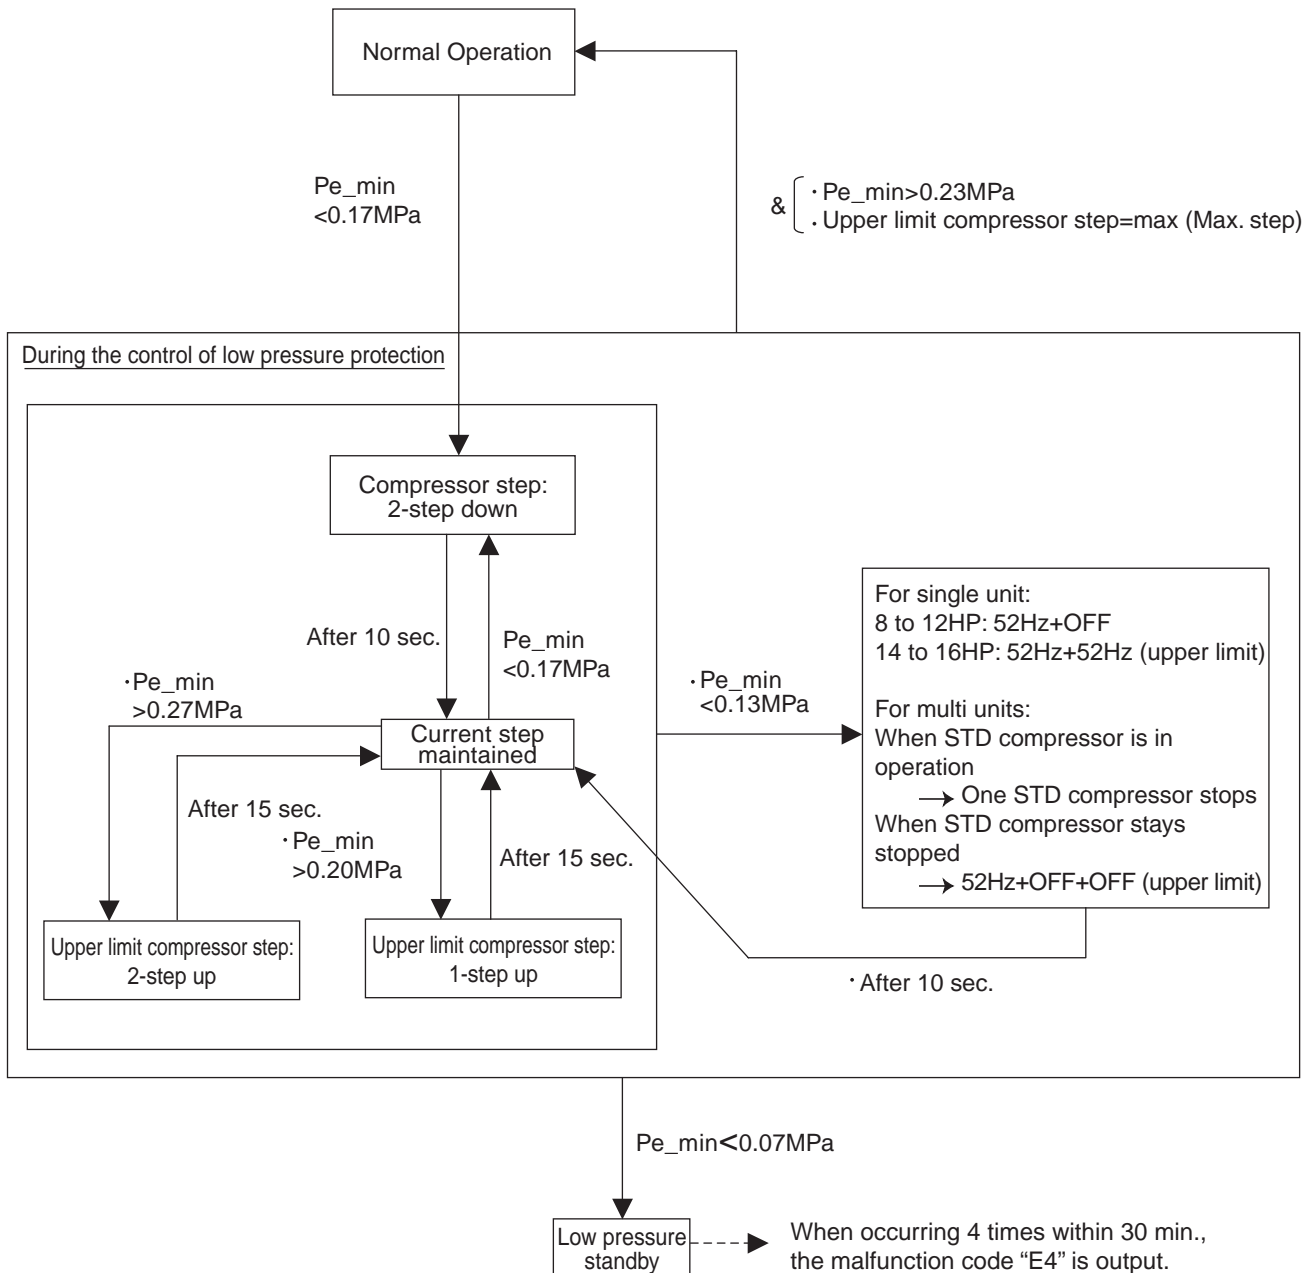 Normal Operation
Pe_min
<0.17MPa
& · Pe_min>0.23MPa
· Upper limit compressor step=max (Max. step)
During the control of low pressure protection
Compressor step:
2-step down
After 10 sec.
Pe_min
<0.17MPa
·Pe_min
>0.27MPa
Current step
maintained
After 15 sec.
·Pe_min
>0.20MPa
After 15 sec.
Upper limit compressor step:
2-step up
Upper limit compressor step:
1-step up
·Pe_min
<0.13MPa
For single unit:
8 to 12HP: 52Hz+OFF
14 to 16HP: 52Hz+52Hz (upper limit)
For multi units:
When STD compressor is in
operation
→ One STD compressor stops
When STD compressor stays
stopped
→ 52Hz+OFF+OFF (upper limit)
·After 10 sec.
Pe_min<0.07MPa
Low pressure
standby
When occurring 4 times within 30 min.,
the malfunction code “E4” is output.